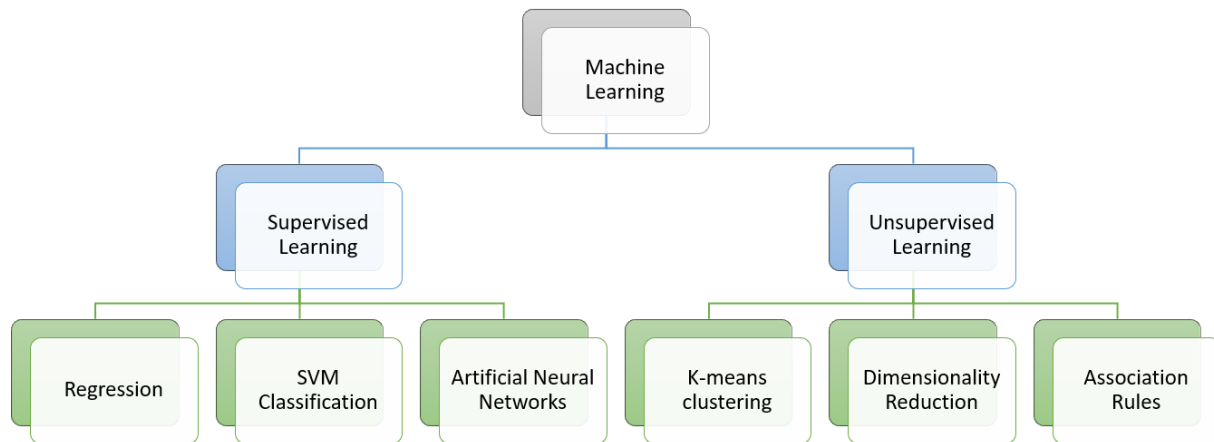 Machine
Learning
Supervised
Learning
Unsupervised
Learning
Regression
SVM
Classification
Artificial Neural
Networks
K-means
clustering
Dimensionality
Reduction
Association
Rules